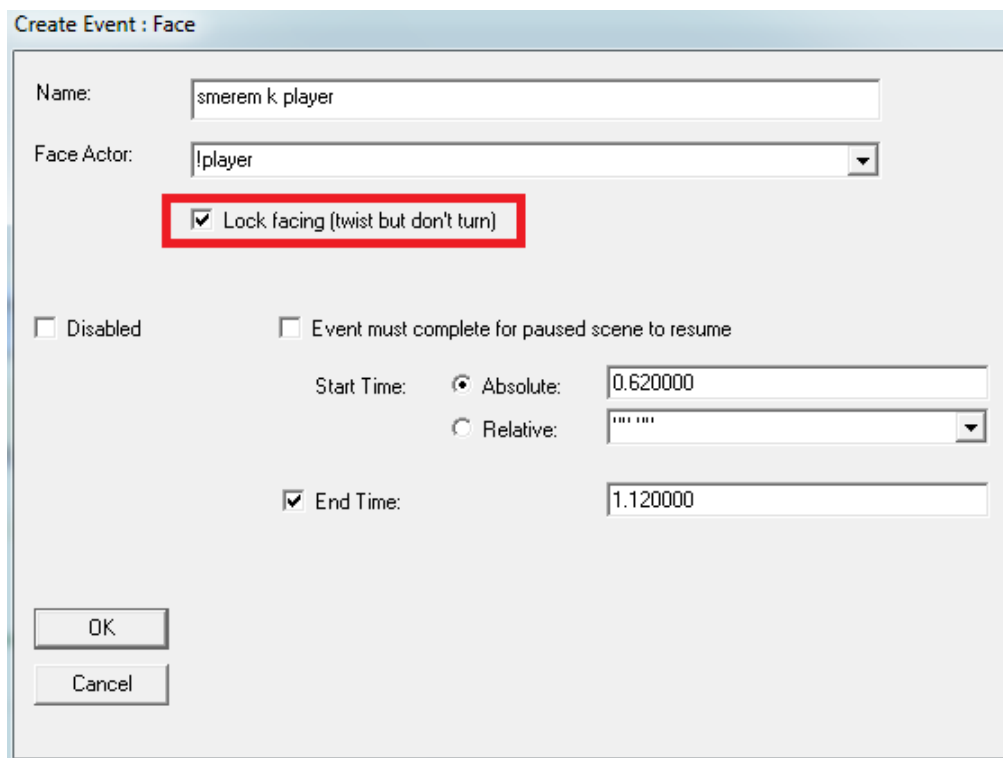 Create Event : Face
Name: smerem k player
Face Actor: !player
Lock facing (twist but don't turn)
Disabled Event must complete for paused scene to resume
Start Time: Absolute: 0.620000
Relative: "" ""
End Time: 1.120000
OK
Cancel